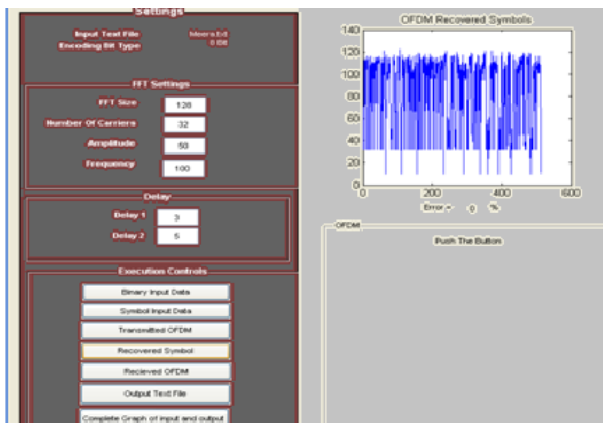 Settings
Input Text File
Encoding Bit Type
FFT Settings
FFT Size 128
Number Of Carriers 32
Amplitude
Frequency 100
Delay
Delay 1
Delay 2
Execution Controls
Binary Input Data
Symbol Input Data
Transmitted OFDM
Recovered Symbol
Recieved OFDM
Output Text File
Complete Graph of input and output
OFDM Recovered Symbols
140
120
100
80
60
40
20
0
0 200 400 600
Error = 0 %
OFDM
Push The Button